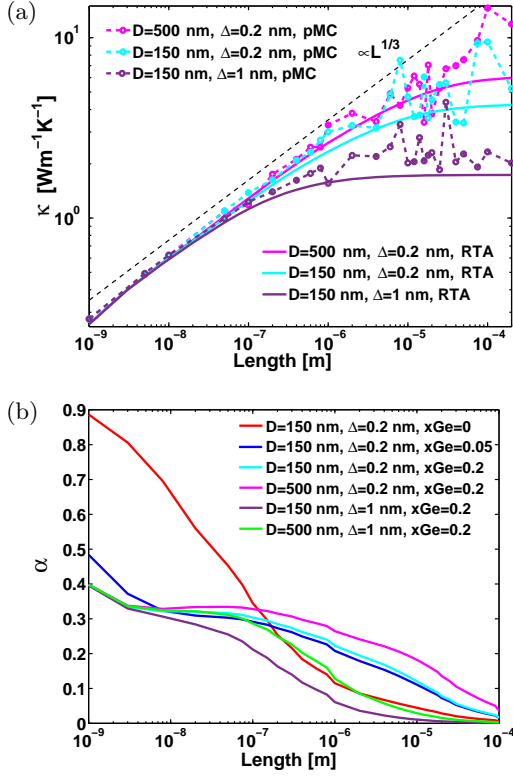 (a)
10¹
10⁰
κ [Wm⁻¹K⁻¹]
D=500 nm, Δ=0.2 nm, pMC
D=150 nm, Δ=0.2 nm, pMC
D=150 nm, Δ=1 nm, pMC
∝L^{1/3}
D=500 nm, Δ=0.2 nm, RTA
D=150 nm, Δ=0.2 nm, RTA
D=150 nm, Δ=1 nm, RTA
10⁻⁹ 10⁻⁸ 10⁻⁷ 10⁻⁶ 10⁻⁵ 10⁻⁴
Length [m]
(b)
0.9
0.8
0.7
0.6
0.5
0.4
0.3
0.2
0.1
0
α
D=150 nm, Δ=0.2 nm, xGe=0
D=150 nm, Δ=0.2 nm, xGe=0.05
D=150 nm, Δ=0.2 nm, xGe=0.2
D=500 nm, Δ=0.2 nm, xGe=0.2
D=150 nm, Δ=1 nm, xGe=0.2
D=500 nm, Δ=1 nm, xGe=0.2
10⁻⁹ 10⁻⁸ 10⁻⁷ 10⁻⁶ 10⁻⁵ 10⁻⁴
Length [m]